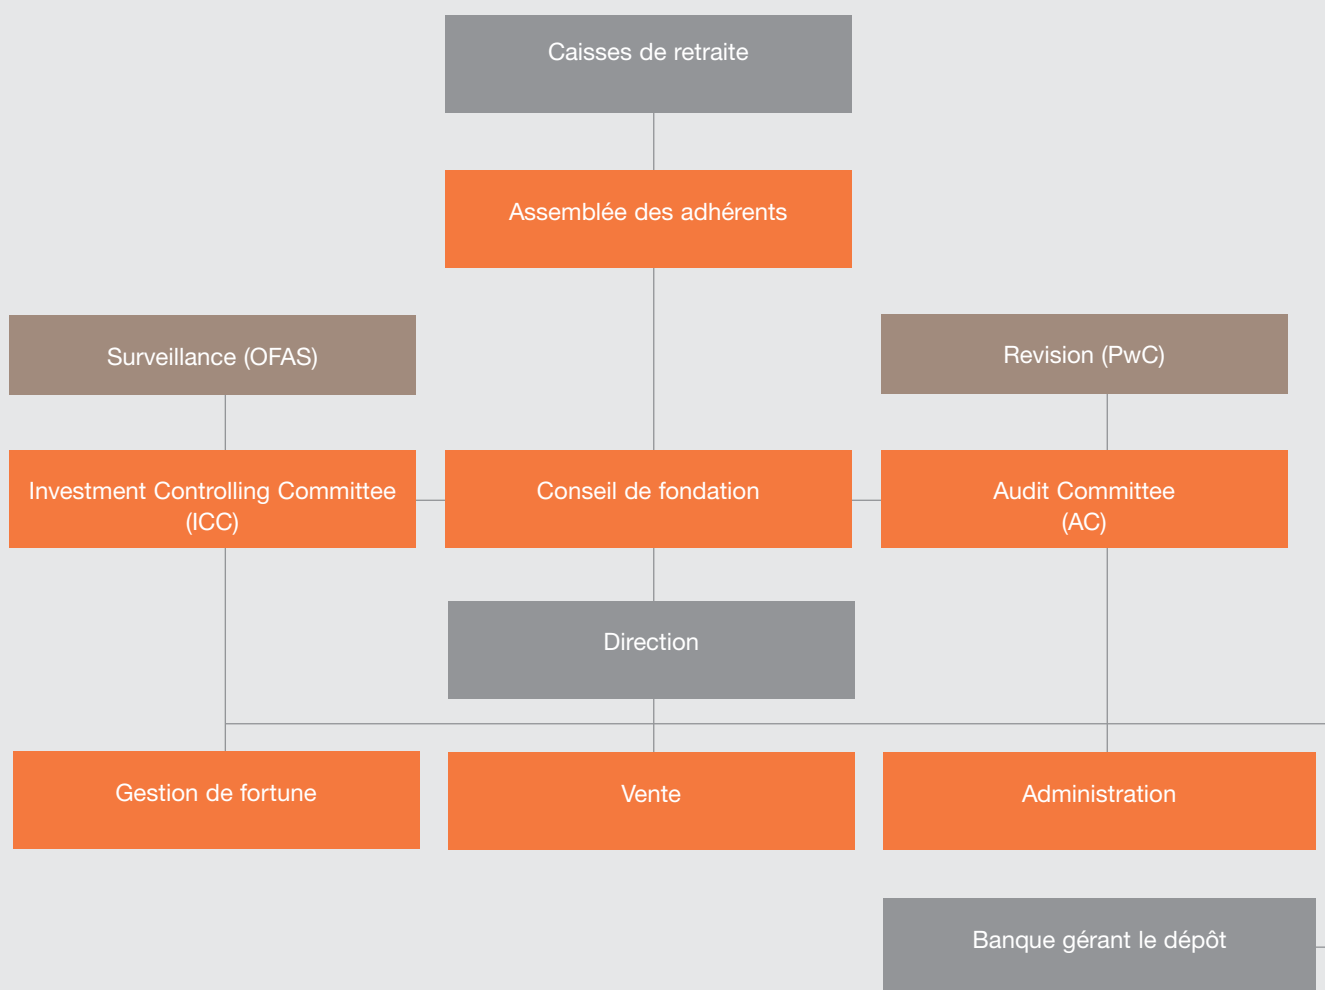 Caisses de retraite
Assemblée des adhérents
Surveillance (OFAS)
Revision (PwC)
Investment Controlling Committee
(ICC)
Conseil de fondation
Audit Committee
(AC)
Direction
Gestion de fortune
Vente
Administration
Banque gérant le dépôt